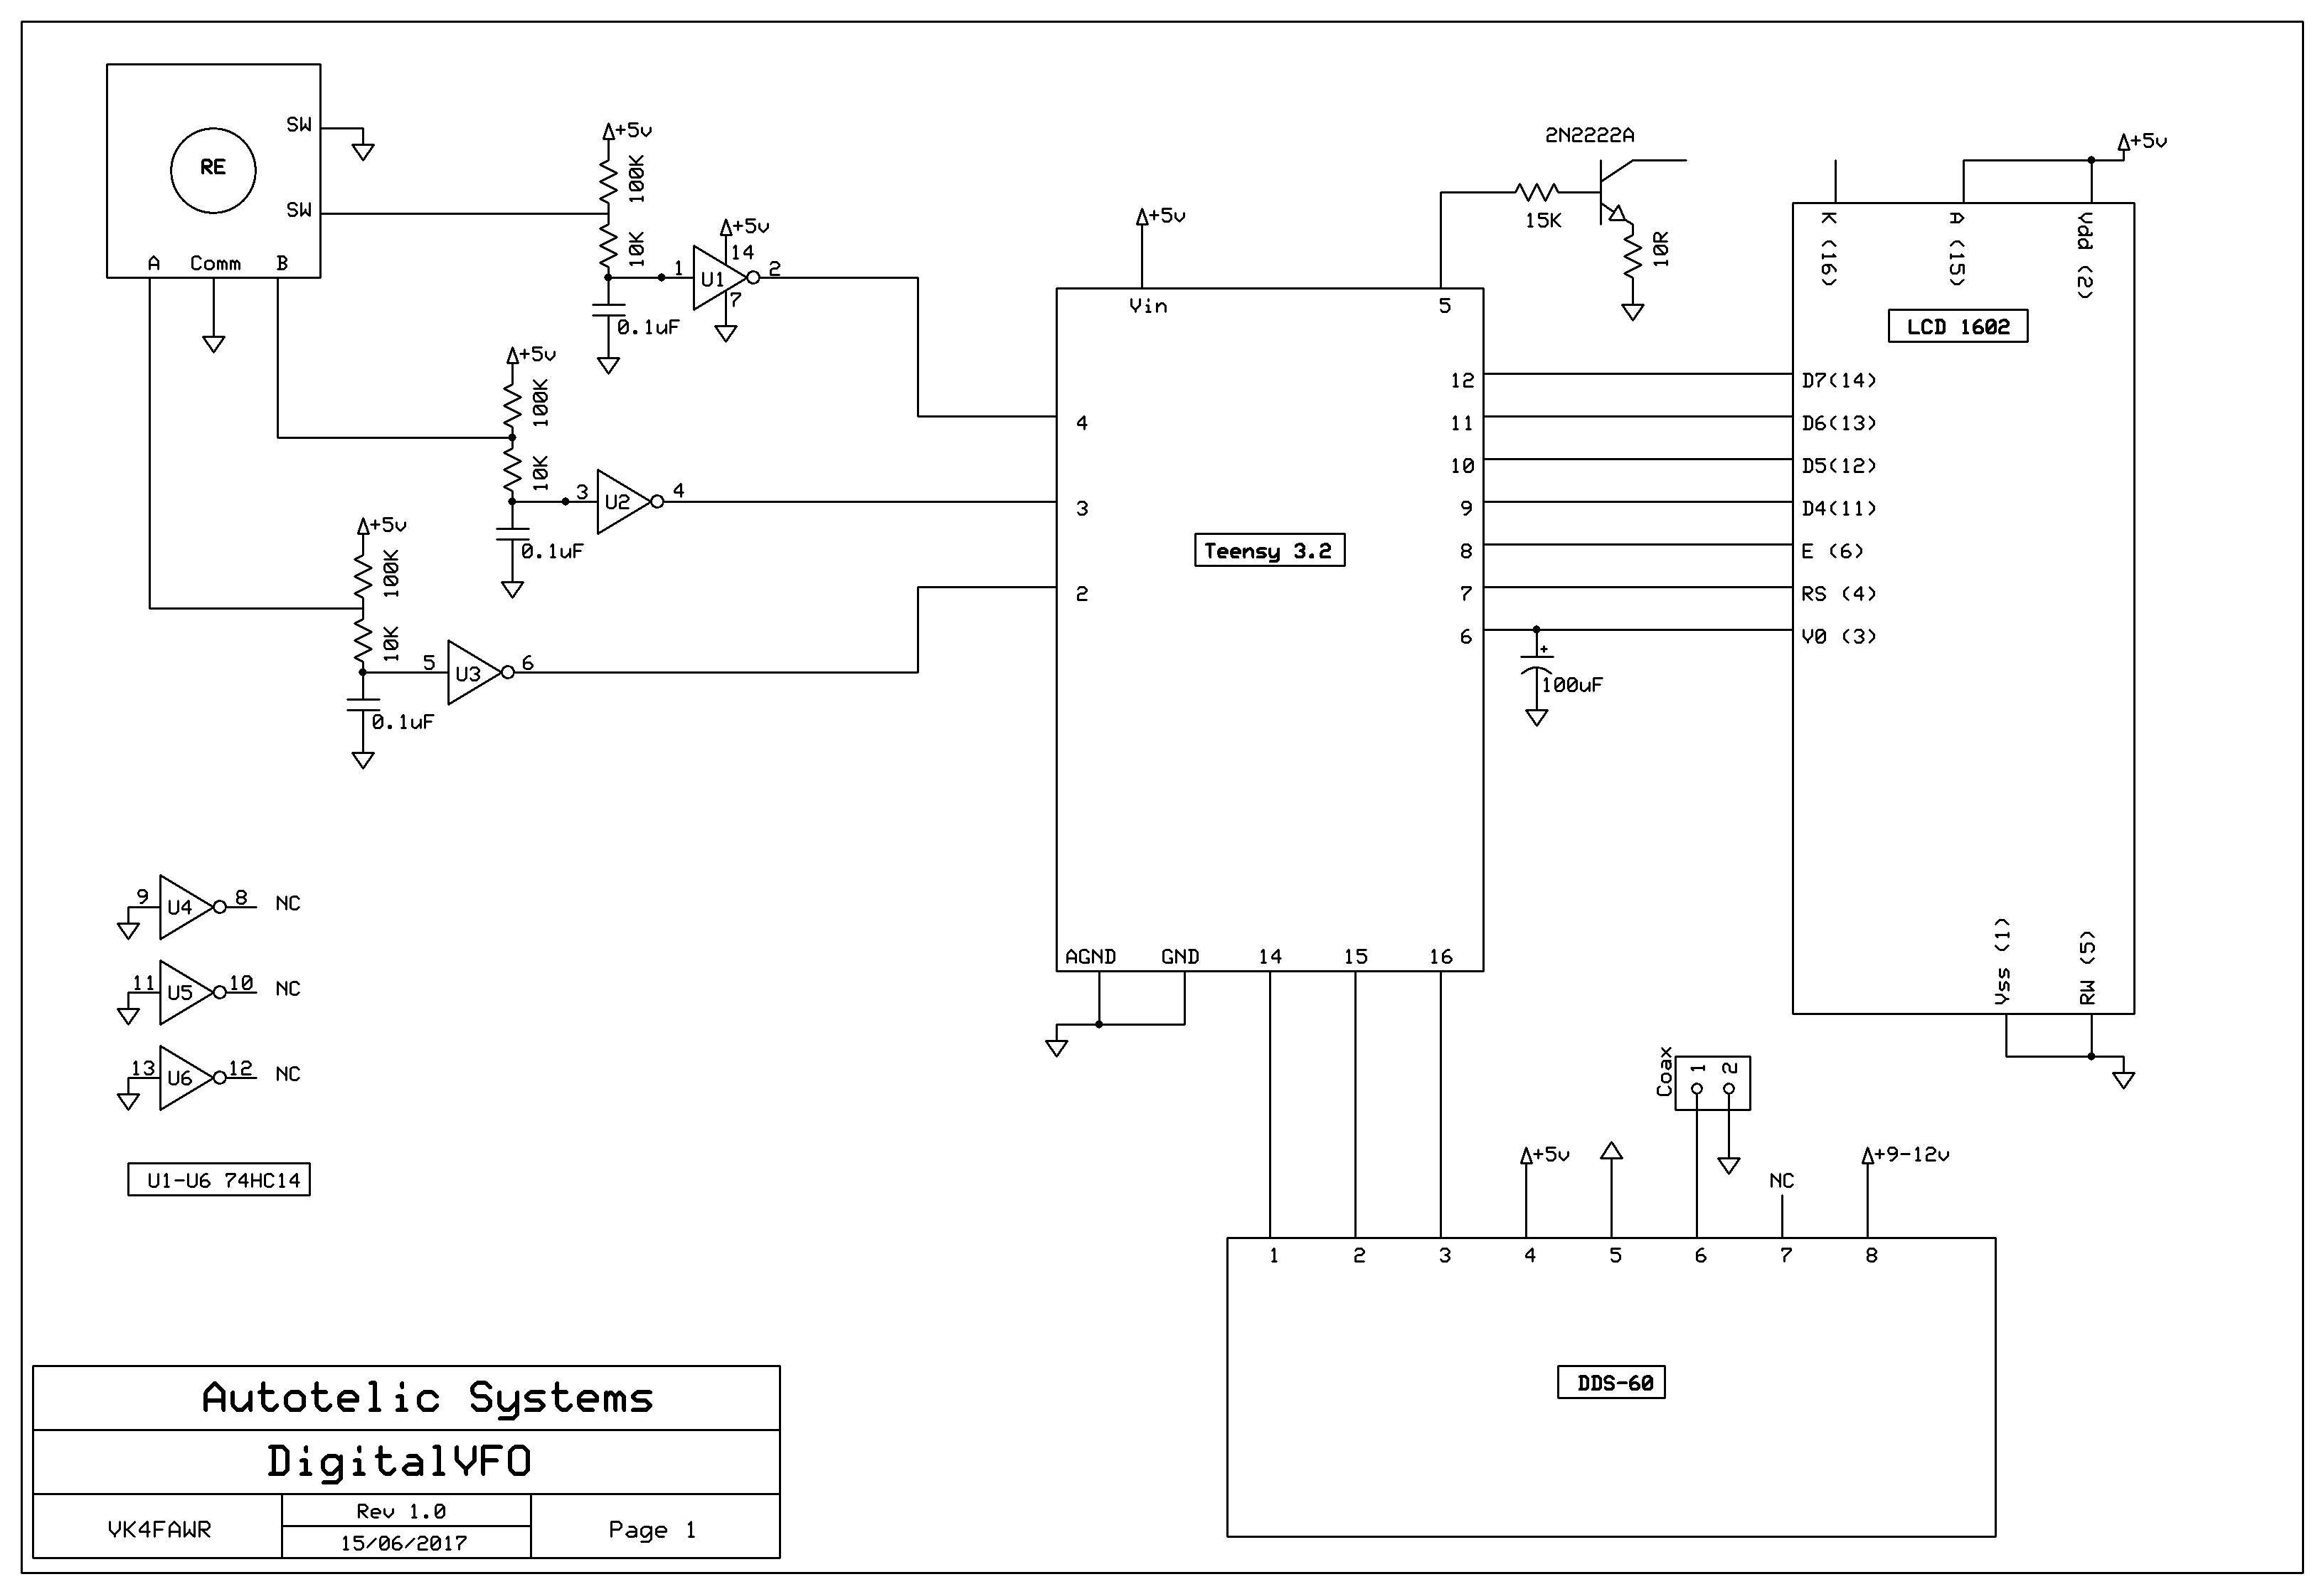 SW
RE
SW
A Comm B
+5v
100K
10K
0.1uF
+5v
1 U1 2
14
7
+5v
100K
10K
0.1uF
3 U2 4
+5v
100K
10K
0.1uF
5 U3 6
9 U4 8 NC
11 U5 10 NC
13 U6 12 NC
U1-U6 74HC14
+5v
Vin
5
4
3
2
Teensy 3.2
12
11
10
9
8
7
6
AGND GND 14 15 16
2N2222A
15K
10R
+
100uF
+5v
K (16)
A (15)
Vdd (2)
LCD 1602
D7(14)
D6(13)
D5(12)
D4(11)
E (6)
RS (4)
V0 (3)
Vss (1)
RW (5)
Coax
1
2
+5v
NC
+9-12v
1 2 3 4 5 6 7 8
DDS-60
Autotelic Systems
DigitalVFO
VK4FAWR
Rev 1.0
15/06/2017
Page 1